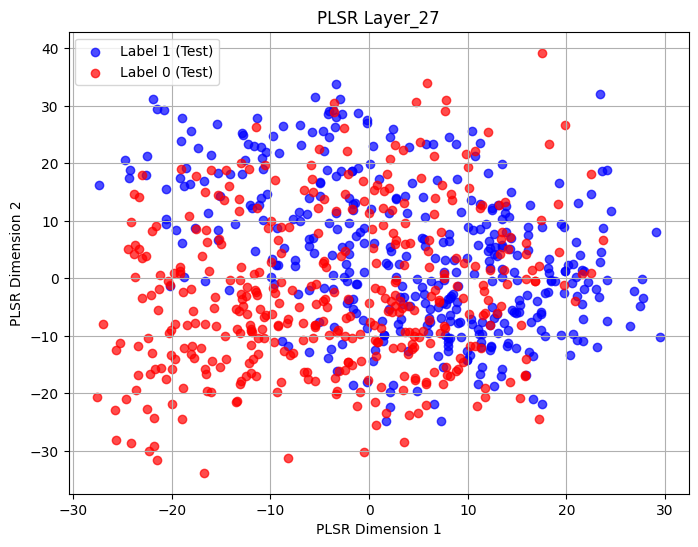 PLSR Layer_27
Label 1 (Test)
Label 0 (Test)
PLSR Dimension 2
40
30
20
10
0
−10
−20
−30
−30 −20 −10 0 10 20 30
PLSR Dimension 1